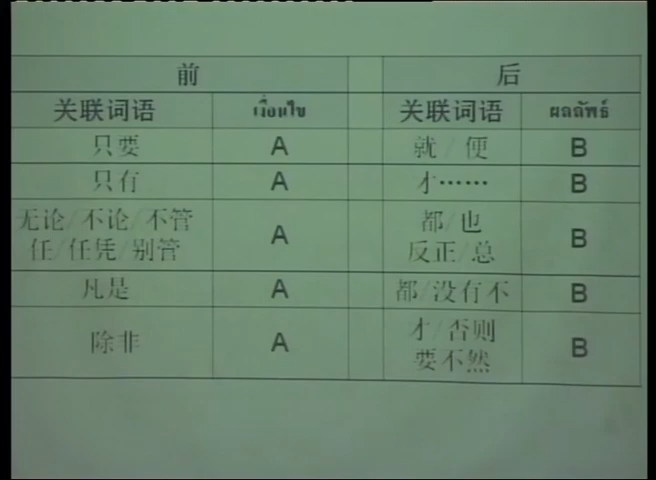 前 后
关联词语 เงื่อนไข 关联词语 ผลลัพธ์
只要 A 就/便 B
只有 A 才…… B
无论/不论/不管 都/也
任/任凭/别管 A 反正/总 B
凡是 A 都/没有不 B
除非 A 才/否则 B
要不然